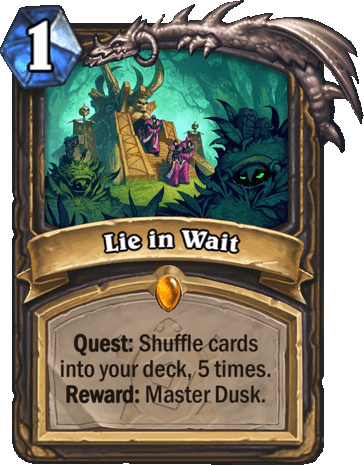 1
Lie in Wait
Quest: Shuffle cards
into your deck, 5 times.
Reward: Master Dusk.